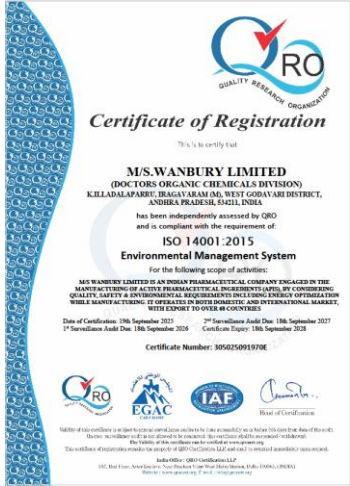 QRO
QUALITY RESEARCH ORGANIZATION
Certificate of Registration
This is to certify that
M/S.WANBURY LIMITED
(DOCTORS ORGANIC CHEMICALS DIVISION)
K.ILLADALAPARRU, IRAGAVARAM (M), WEST GODAVARI DISTRICT,
ANDHRA PRADESH, 534211, INDIA
has been independently assessed by QRO
and is compliant with the requirement of:
ISO 14001:2015
Environmental Management System
For the following scope of activities:
M/S WANBURY LIMITED IS AN INDIAN PHARMACEUTICAL COMPANY ENGAGED IN THE
MANUFACTURING OF ACTIVE PHARMACEUTICAL INGREDIENTS (APIS), BY CONSIDERING
QUALITY, SAFETY & ENVIRONMENTAL REQUIREMENTS INCLUDING ENERGY OPTIMIZATION
WHILE MANUFACTURING. IT OPERATES IN BOTH DOMESTIC AND INTERNATIONAL MARKET,
WITH EXPORT TO OVER 48 COUNTRIES
Date of Certification: 19th September 2025 2nd Surveillance Audit Due: 18th September 2027
1st Surveillance Audit Due: 18th September 2026 Certificate Expiry: 18th September 2028
Certificate Number: 305025091970E
QRO
EGAC
IAF
Head of Certification
India Office: QRO Certification LLP